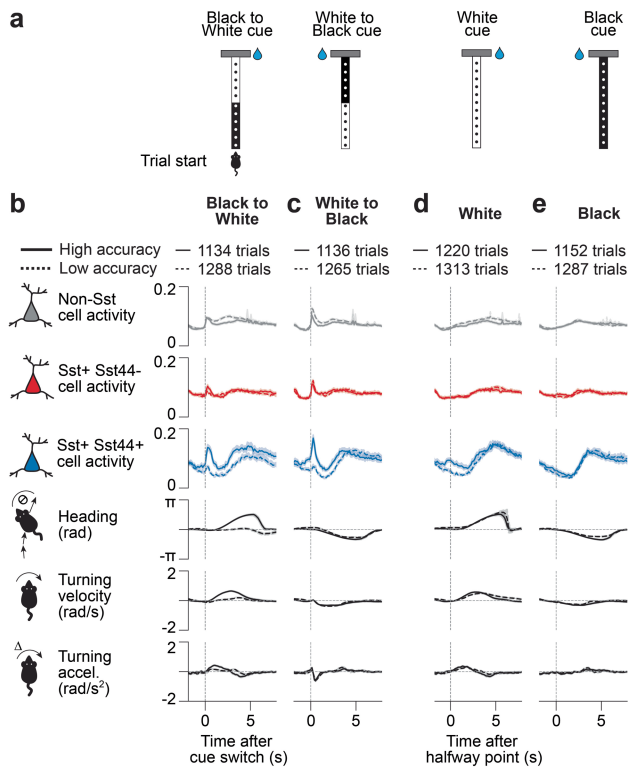 a
Black to
White cue
White to
Black cue
White
cue
Black
cue
Trial start
b
Black to
White
c
White to
Black
d
White
e
Black
High accuracy
Low accuracy
1134 trials
1288 trials
1136 trials
1265 trials
1220 trials
1313 trials
1152 trials
1287 trials
Non-Sst
cell activity
0.2
0
Sst+ Sst44-
cell activity
0.2
0
Sst+ Sst44+
cell activity
0.2
0
Heading
(rad)
π
-π
Turning
velocity
(rad/s)
2
2
Δ
Turning
accel.
(rad/s²)
2
-2
0 5 0 5 0 5 0 5
Time after
cue switch (s)
Time after
halfway point (s)